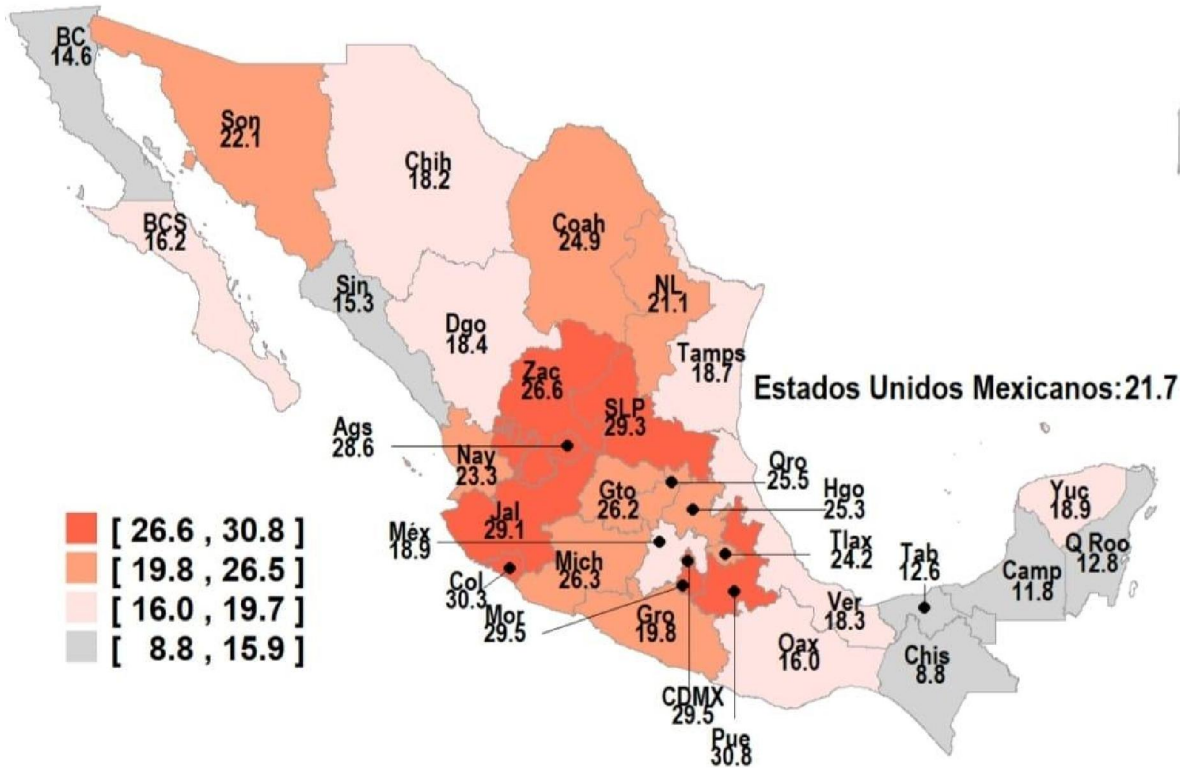 BC
14.6
Son
22.1
Chih
18.2
BCS
16.2
Coah
24.9
Sin
15.3
NL
21.1
Dgo
18.4
Tamps
18.7
Zac
26.6
Estados Unidos Mexicanos:21.7
SLP
29.3
Ags
28.6
Nay
23.3
Qro
25.5
Gto
26.2
Hgo
25.3
Yuc
18.9
Jal
29.1
Méx
18.9
Tlax
24.2
Tab
12.6
Q Roo
12.8
Mich
26.3
Camp
11.8
Col
30.3
Mor
29.5
Gro
19.8
Ver
18.3
Oax
16.0
Chis
8.8
CDMX
29.5
Pue
30.8
[ 26.6 , 30.8 ]
[ 19.8 , 26.5 ]
[ 16.0 , 19.7 ]
[ 8.8 , 15.9 ]